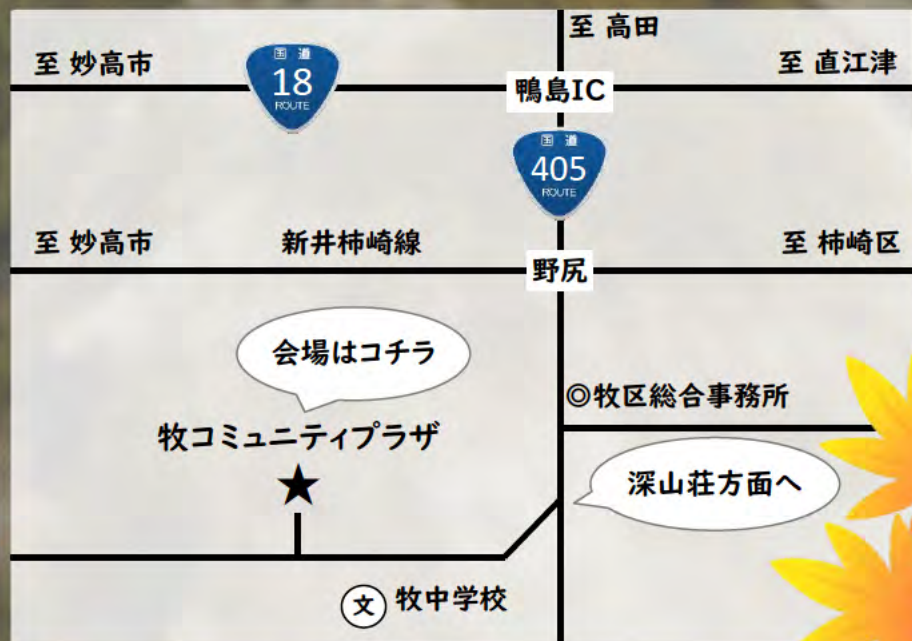 至 高田
至 妙高市
国道
18
ROUTE
鴨島IC
至 直江津
国道
405
ROUTE
至 妙高市
新井柿崎線
至 柿崎区
野尻
会場はコチラ
◎牧区総合事務所
牧コミュニティプラザ
★
深山荘方面へ
文 牧中学校